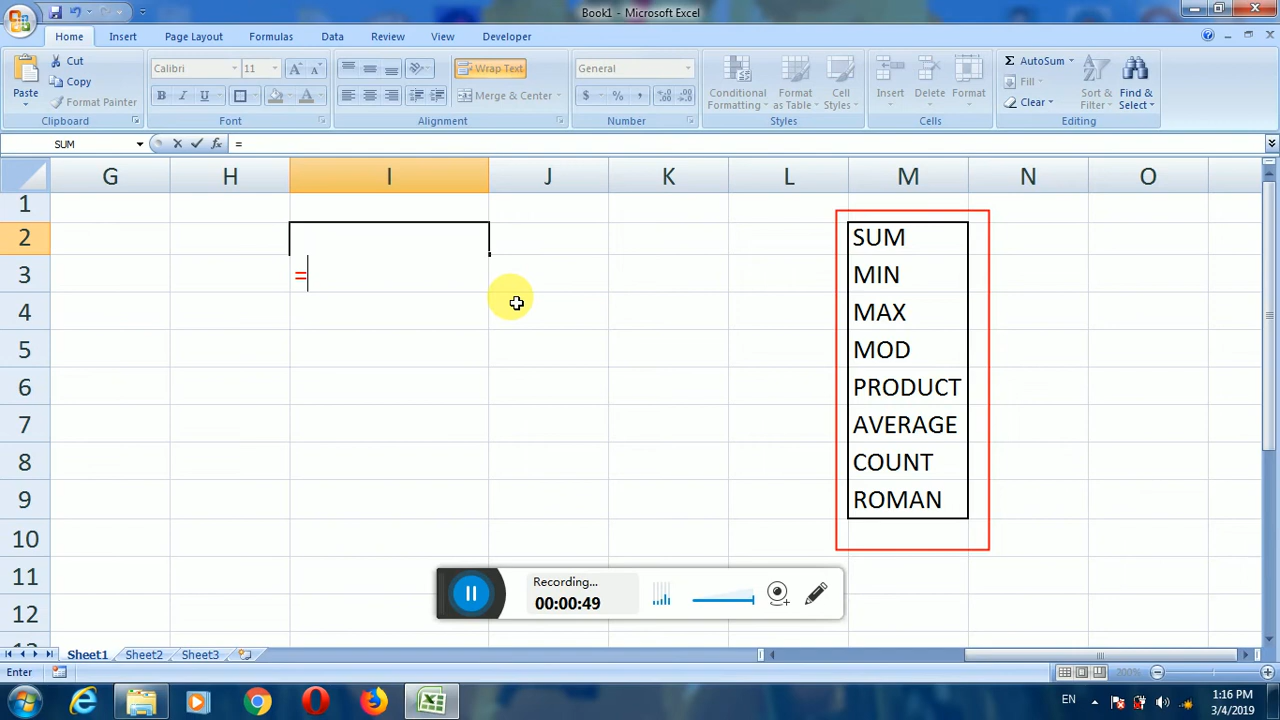 Book1 - Microsoft Excel
Home Insert Page Layout Formulas Data Review View Developer
Paste
Cut
Copy
Format Painter
Clipboard
Calibri 11
B I U
Font
Wrap Text
Merge & Center
Alignment
General
$ % ,
Number
Conditional Formatting
Format as Table
Cell Styles
Styles
Insert Delete Format
Cells
AutoSum
Fill
Clear
Sort & Filter
Find & Select
Editing
SUM fx =
G H I J K L M N O
1
2 SUM
3 = MIN
4 MAX
5 MOD
6 PRODUCT
7 AVERAGE
8 COUNT
9 ROMAN
10
11
12
Recording...
00:00:49
Sheet1 Sheet2 Sheet3
Enter 200%
EN 1:16 PM
3/4/2019